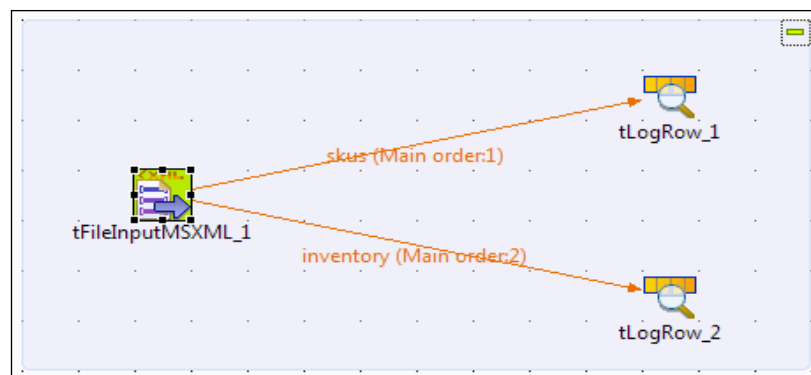 tLogRow_1
skus (Main order:1)
tFileInputMSXML_1
inventory (Main order:2)
tLogRow_2